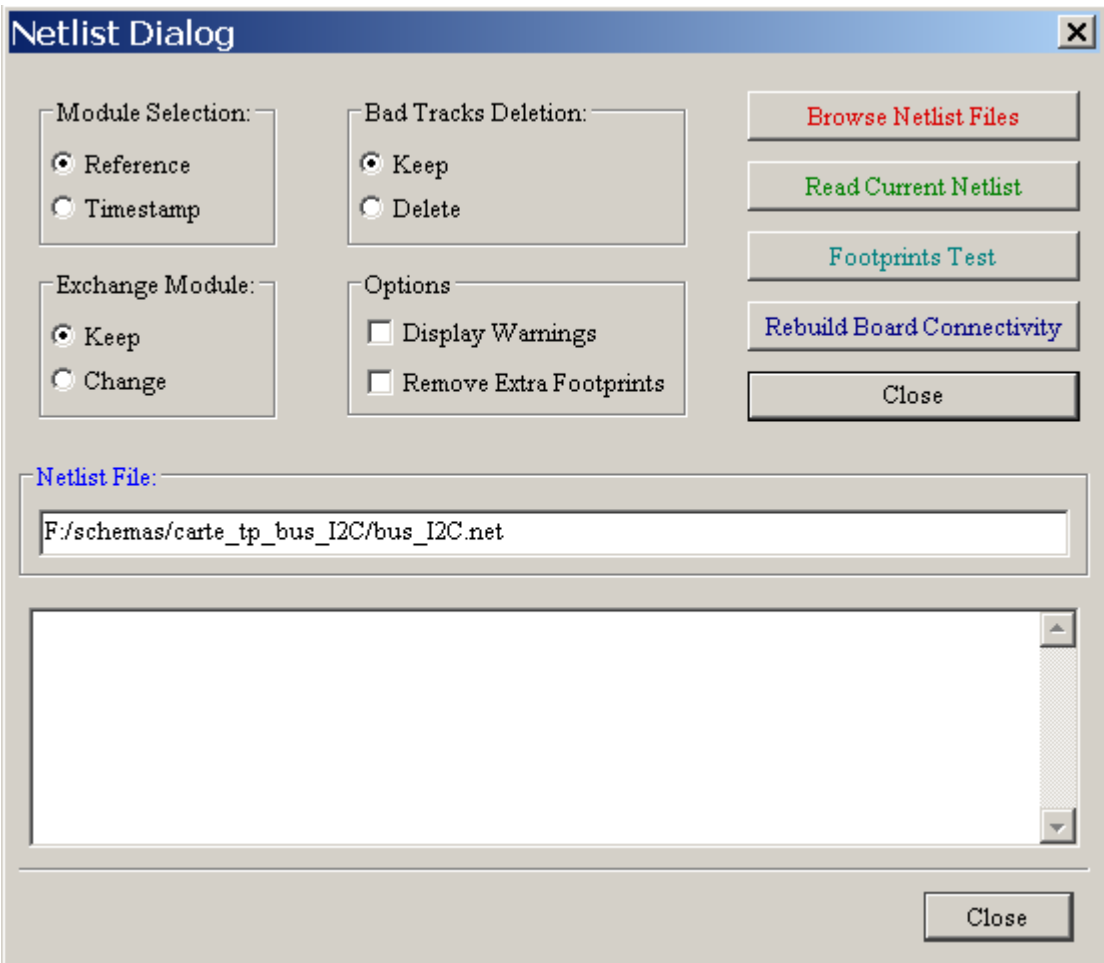 Netlist Dialog
Module Selection:
Reference
Timestamp
Bad Tracks Deletion:
Keep
Delete
Browse Netlist Files
Read Current Netlist
Footprints Test
Rebuild Board Connectivity
Close
Exchange Module:
Keep
Change
Options
Display Warnings
Remove Extra Footprints
Netlist File:
F:/schemas/carte_tp_bus_I2C/bus_I2C.net
Close